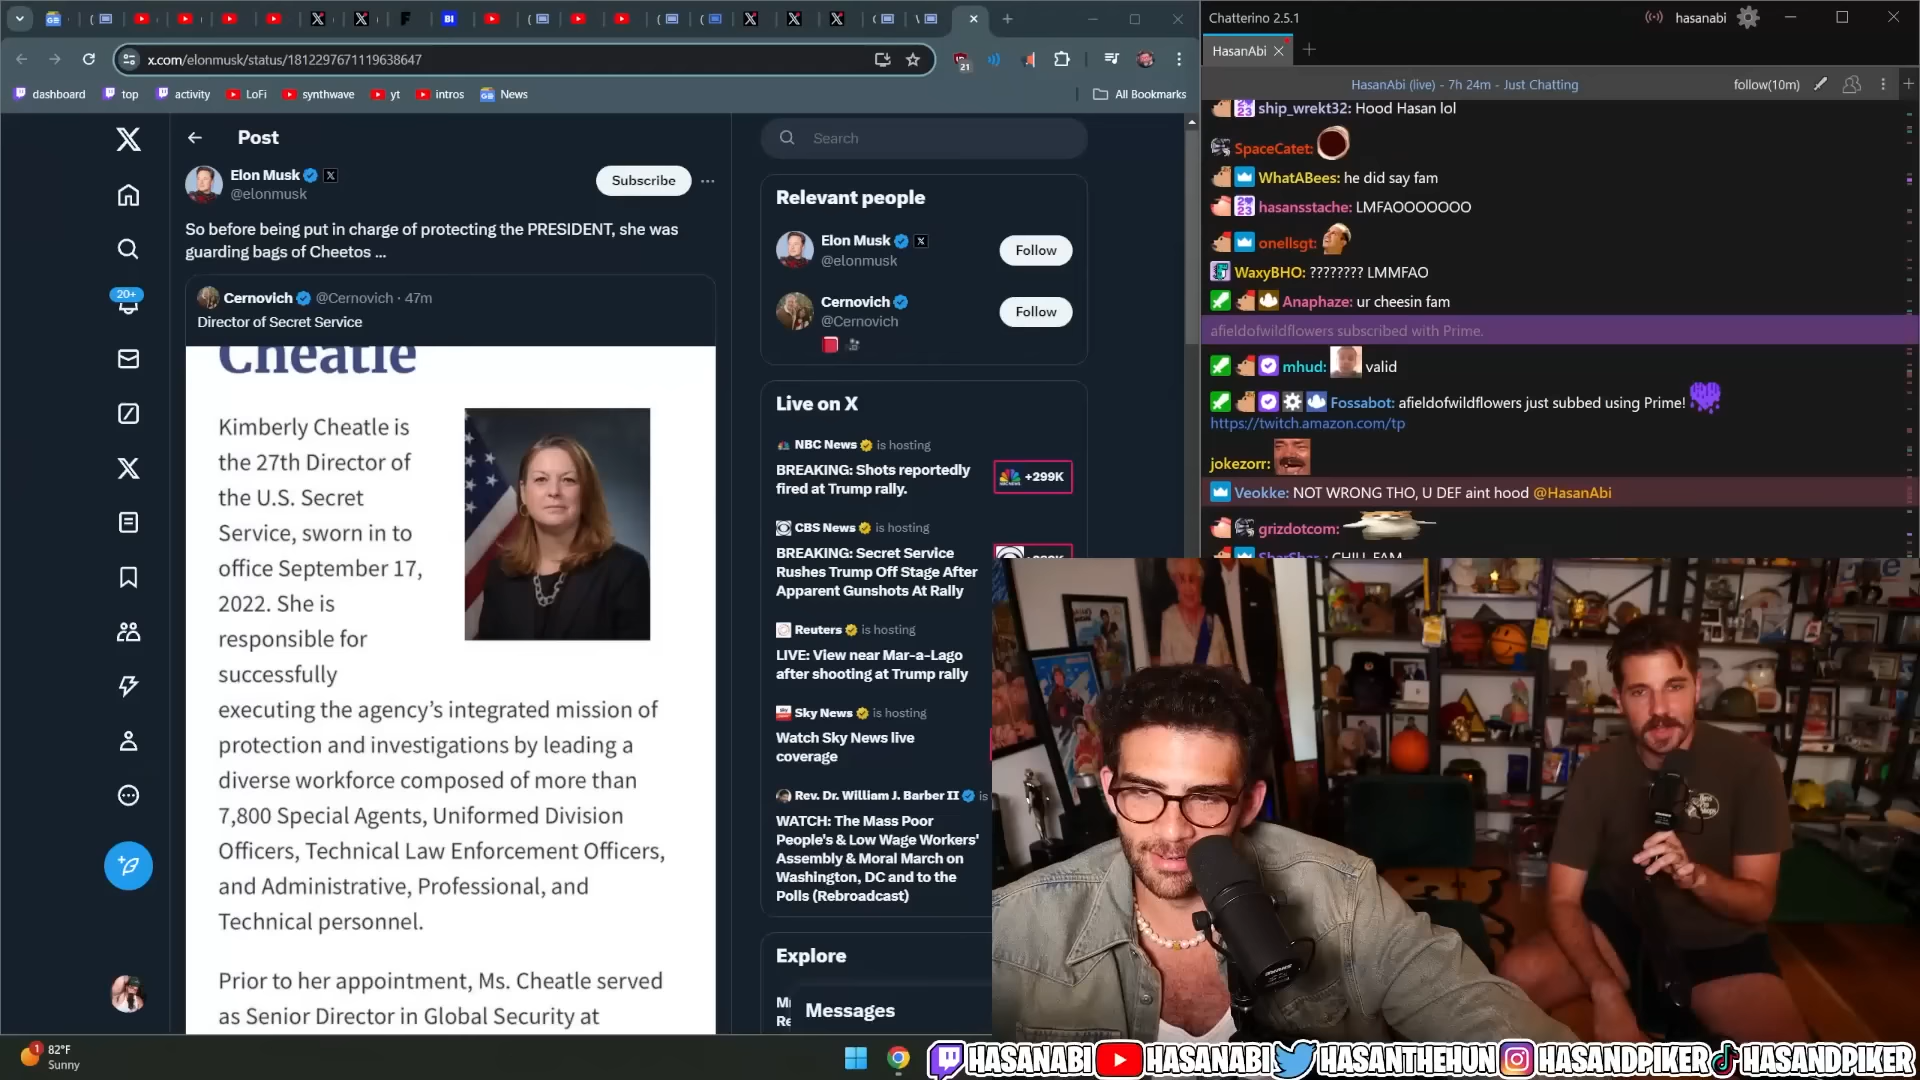 x.com/elonmusk/status/1812297671119638647
21
dashboard
top
activity
LoFi
synthwave
yt
intros
News
All Bookmarks
20+
Post
Elon Musk
@elonmusk
Subscribe
So before being put in charge of protecting the PRESIDENT, she was
guarding bags of Cheetos ...
Cernovich @Cernovich · 47m
Director of Secret Service
Cheatle
Kimberly Cheatle is
the 27th Director of
the U.S. Secret
Service, sworn in to
office September 17,
2022. She is
responsible for
successfully
executing the agency's integrated mission of
protection and investigations by leading a
diverse workforce composed of more than
7,800 Special Agents, Uniformed Division
Officers, Technical Law Enforcement Officers,
and Administrative, Professional, and
Technical personnel.
Prior to her appointment, Ms. Cheatle served
as Senior Director in Global Security at
Search
Relevant people
Elon Musk
@elonmusk
Follow
Cernovich
@Cernovich
Follow
Live on X
NBC News is hosting
BREAKING: Shots reportedly
fired at Trump rally.
+299K
CBS News is hosting
BREAKING: Secret Service
Rushes Trump Off Stage After
Apparent Gunshots At Rally
Reuters is hosting
LIVE: View near Mar-a-Lago
after shooting at Trump rally
Sky News is hosting
Watch Sky News live
coverage
Rev. Dr. William J. Barber II is
WATCH: The Mass Poor
People's & Low Wage Workers'
Assembly & Moral March on
Washington, DC and to the
Polls (Rebroadcast)
Explore
Messages
Chatterino 2.5.1
hasanabi
HasanAbi
HasanAbi (live) - 7h 24m - Just Chatting
follow(10m)
ship_wrekt32: Hood Hasan lol
SpaceCatet:
WhatABees: he did say fam
hasansstache: LMFAOOOOOOO
onellsgt:
WaxyBHO: ???????? LMMFAO
Anaphaze: ur cheesin fam
afieldofwildflowers subscribed with Prime.
mhud: valid
Fossabot: afieldofwildflowers just subbed using Prime!
https://twitch.amazon.com/tp
jokezorr:
Veokke: NOT WRONG THO, U DEF aint hood @HasanAbi
grizdotcom:
1
82°F
Sunny
HASANABI HASANABI HASANTHEHUN HASANDPIKER HASANDPIKER